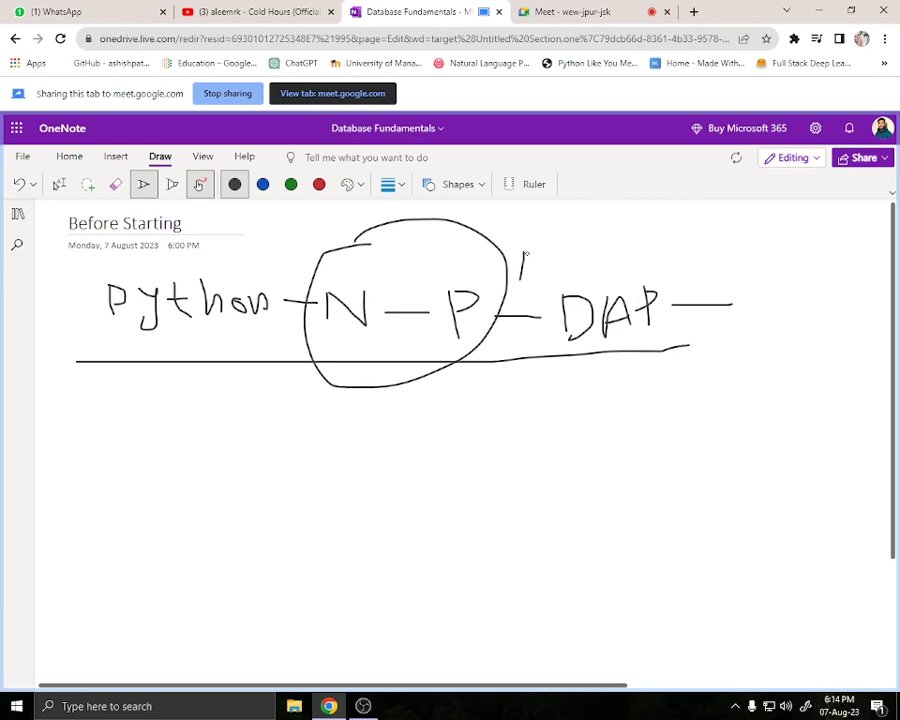 (1) WhatsApp
(3) aleemrk - Cold Hours (Official
Database Fundamentals - M
Meet - wew-jpur-jsk
onedrive.live.com/redir?resid=69301012725348E7%21995&page=Edit&wd=target%28Untitled Section.one%7C79dcb66d-8361-4b33-9578-...
Apps
GitHub - ashishpat...
Education – Googl...
ChatGPT
University of Mana...
Natural Language P...
Python Like You Me...
Home - Made With...
Full Stack Deep Lea...
»
Sharing this tab to meet.google.com
Stop sharing
View tab: meet.google.com
OneNote
Database Fundamentals
Buy Microsoft 365
File Home Insert Draw View Help
Tell me what you want to do
Editing
Share
Shapes
Ruler
Before Starting
Monday, 7 August 2023 6:00 PM
Python - N — P — DAP —
Type here to search
6:14 PM
07-Aug-23
1